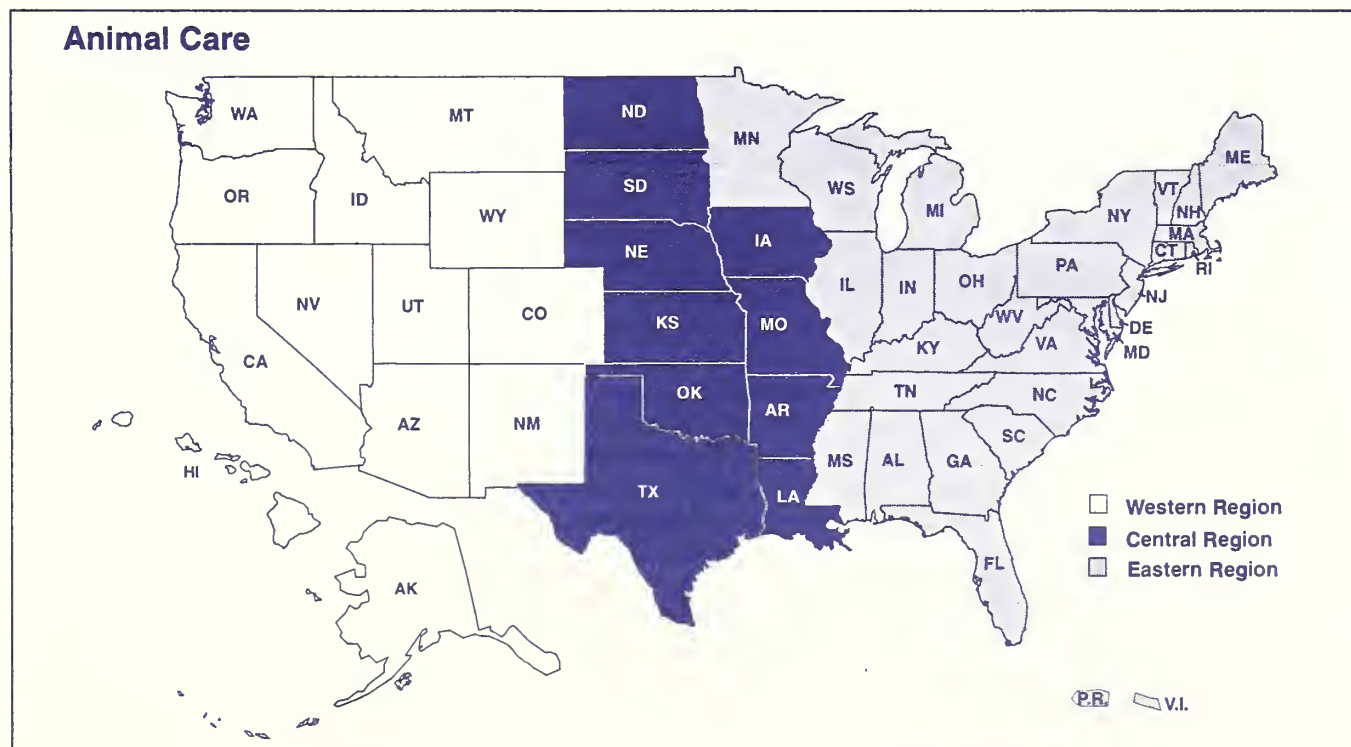 Animal Care
WA
MT
ND
MN
ME
OR
ID
SD
WS
VT
WY
MI
NY
NH
MA
IA
CT
NE
PA
RI
NV
UT
IL
IN
OH
NJ
CO
KS
MO
WV
DE
CA
KY
VA
MD
OK
TN
NC
AZ
NM
AR
SC
MS
AL
GA
HI
TX
LA
Western Region
Central Region
FL
Eastern Region
AK
P.R.
V.I.